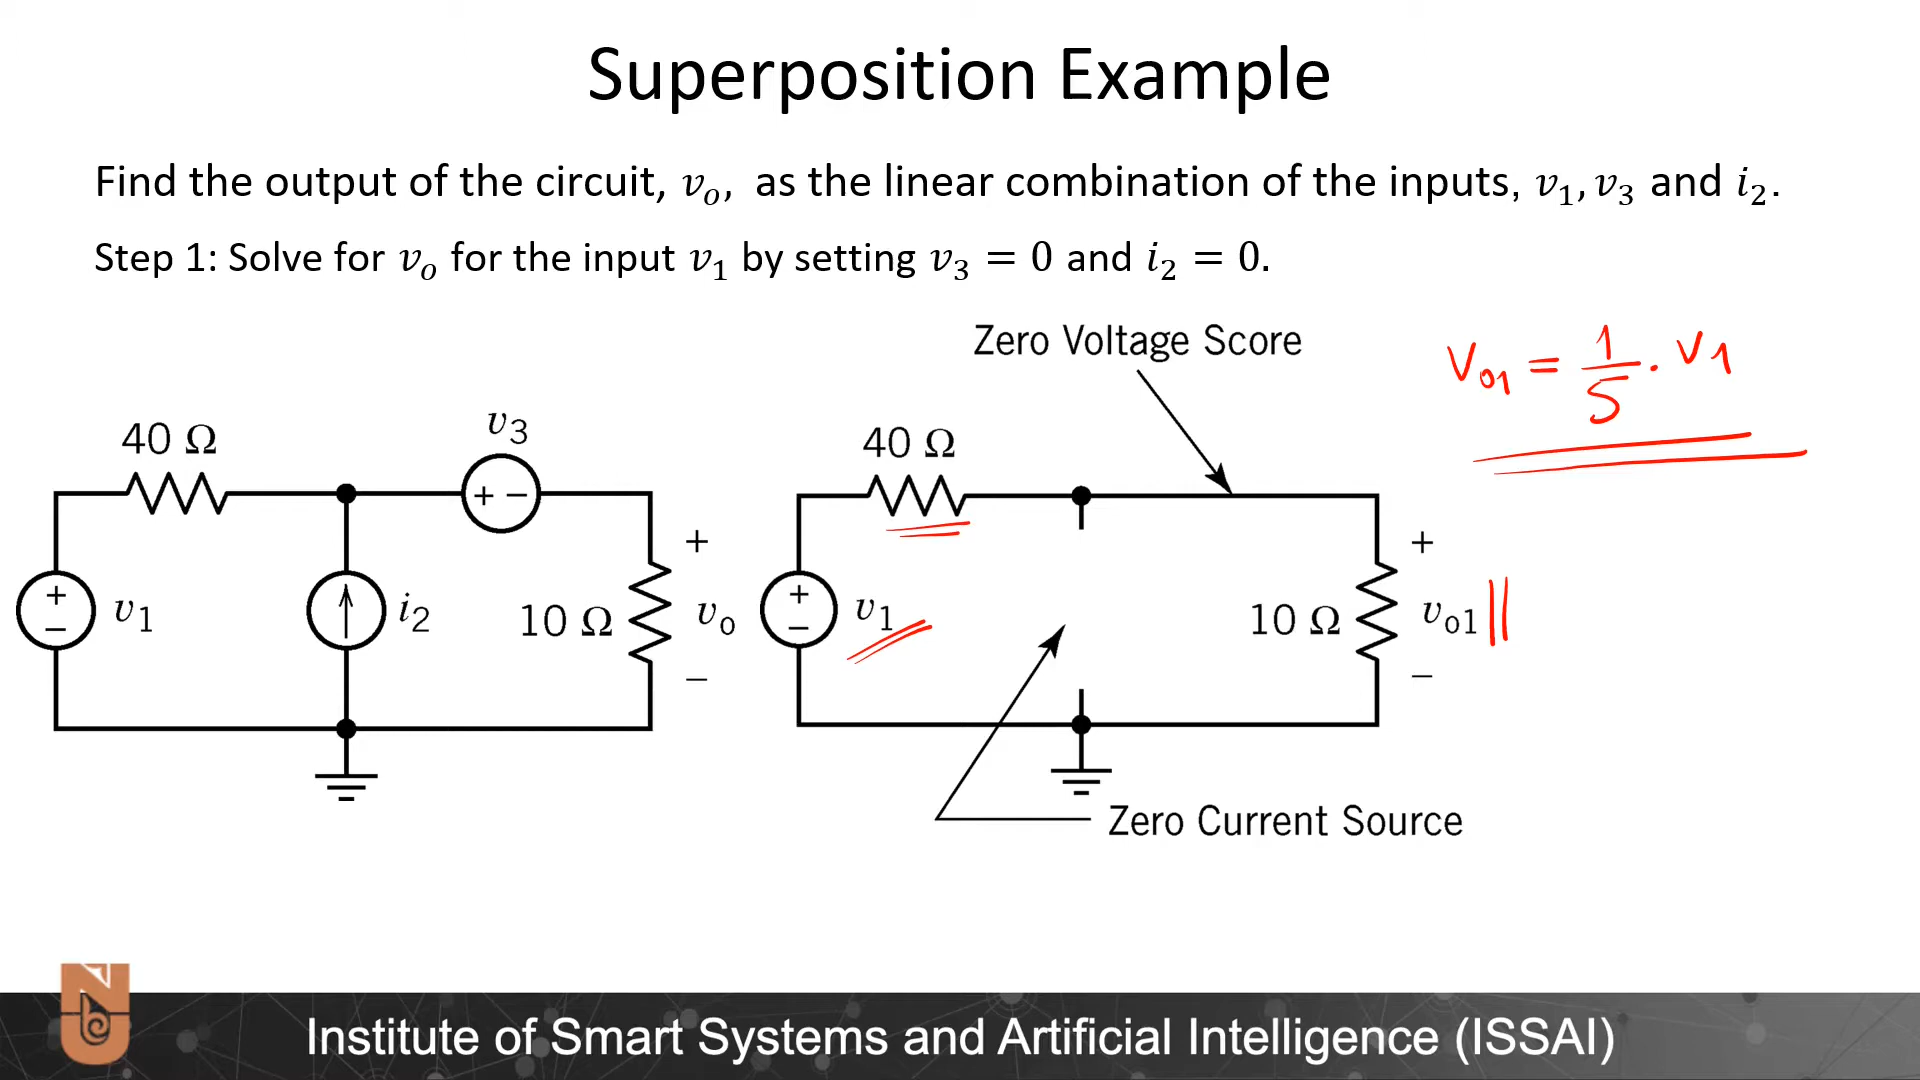 Superposition Example
Find the output of the circuit, vₒ, as the linear combination of the inputs, v₁, v₃ and i₂.
Step 1: Solve for vₒ for the input v₁ by setting v₃ = 0 and i₂ = 0.
Zero Voltage Score
V₀₁ = 1/5 · V₁
40 Ω
v₃
+ −
40 Ω
+
−
v₁
i₂
10 Ω
+
vₒ
−
+
−
v₁
10 Ω
+
vₒ₁
−
Zero Current Source
Institute of Smart Systems and Artificial Intelligence (ISSAI)